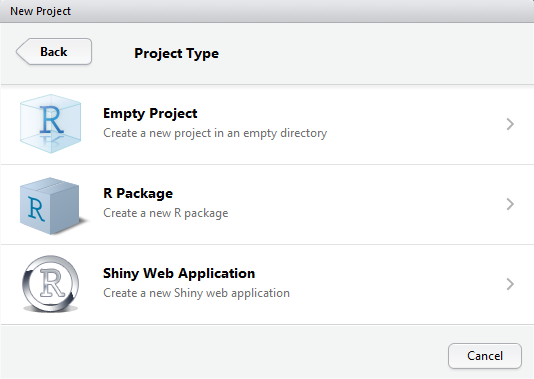 New Project
Back
Project Type
R
Empty Project
Create a new project in an empty directory
R
R Package
Create a new R package
R
Shiny Web Application
Create a new Shiny web application
Cancel